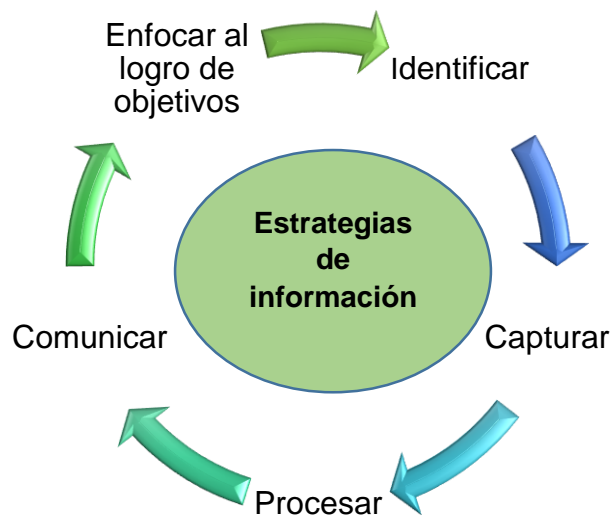 Enfocar al
logro de
objetivos
Identificar
Estrategias
de
información
Comunicar
Capturar
Procesar